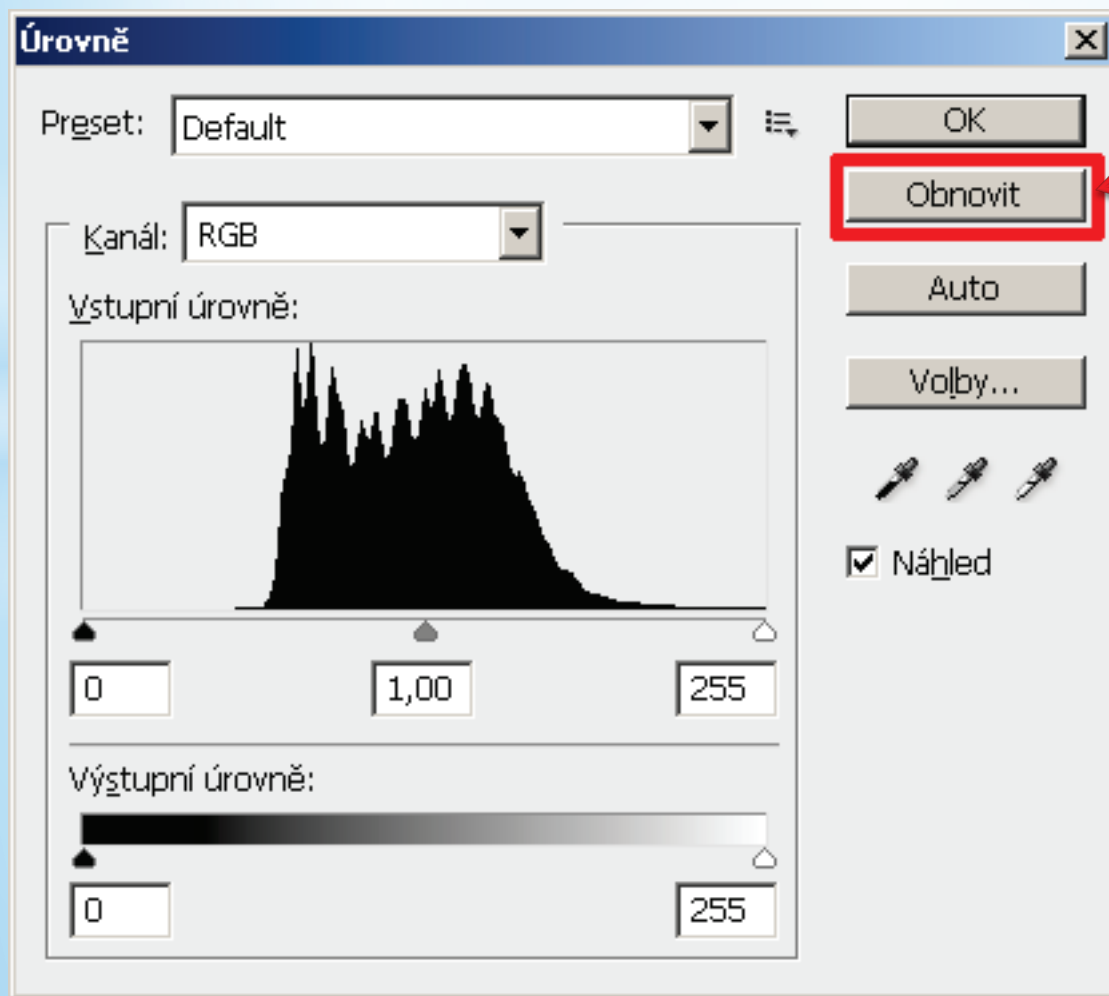 Úrovně
Preset: Default
OK
Obnovit
Kanál: RGB
Auto
Vstupní úrovně:
Volby...
Náhled
0 1,00 255
Výstupní úrovně:
0 255